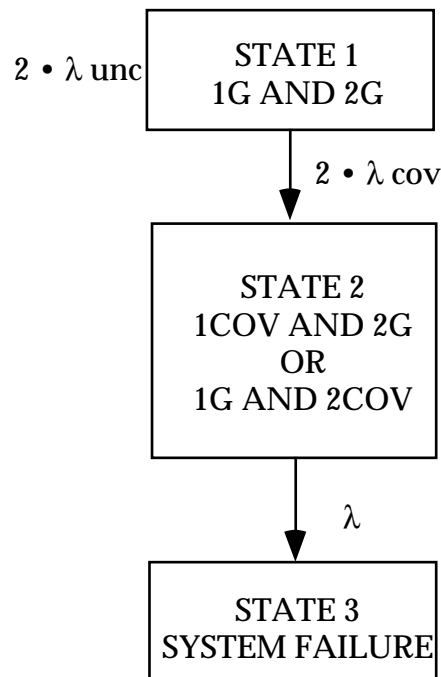 2 • λ unc
STATE 1
1G AND 2G
2 • λ cov
STATE 2
1COV AND 2G
OR
1G AND 2COV
λ
STATE 3
SYSTEM FAILURE